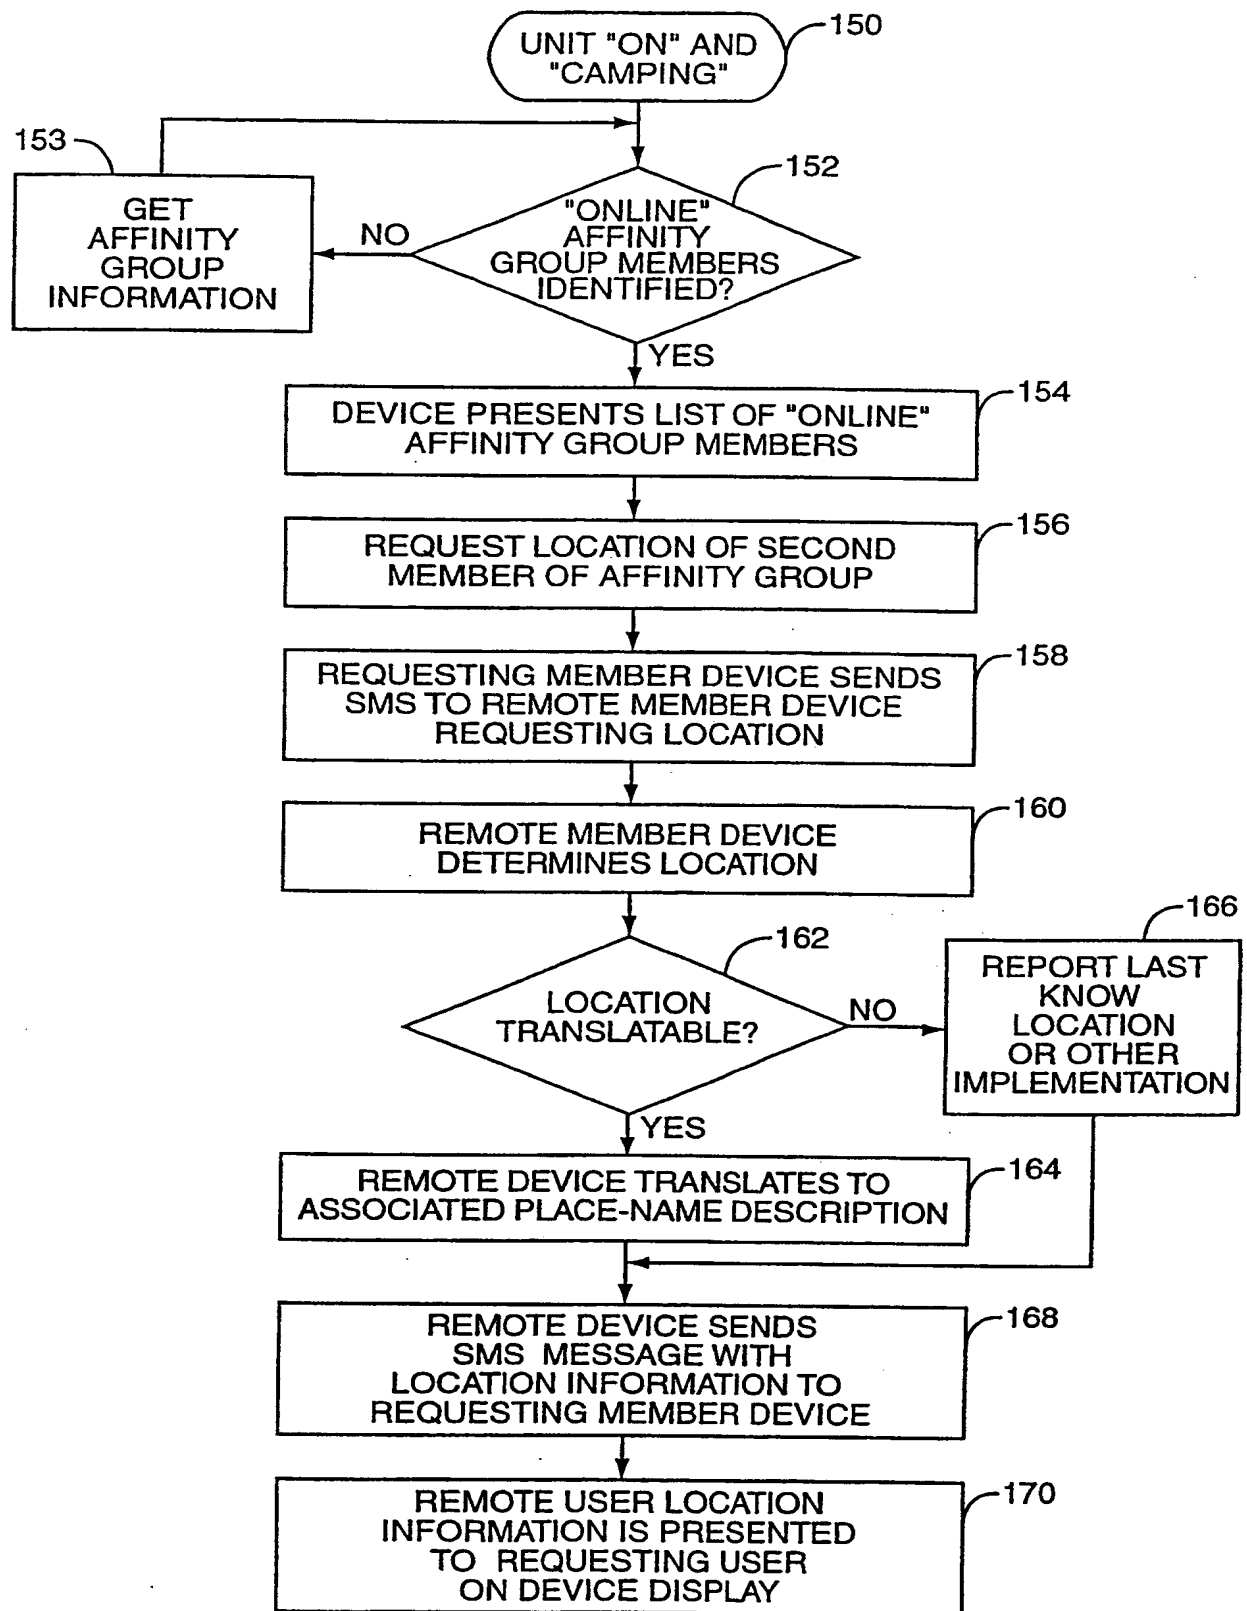 150
UNIT "ON" AND
"CAMPING"
153
152
GET
AFFINITY
GROUP
INFORMATION
NO
"ONLINE"
AFFINITY
GROUP MEMBERS
IDENTIFIED?
YES
154
DEVICE PRESENTS LIST OF "ONLINE"
AFFINITY GROUP MEMBERS
156
REQUEST LOCATION OF SECOND
MEMBER OF AFFINITY GROUP
158
REQUESTING MEMBER DEVICE SENDS
SMS TO REMOTE MEMBER DEVICE
REQUESTING LOCATION
160
REMOTE MEMBER DEVICE
DETERMINES LOCATION
162
LOCATION
TRANSLATABLE?
NO
166
REPORT LAST
KNOW
LOCATION
OR OTHER
IMPLEMENTATION
YES
164
REMOTE DEVICE TRANSLATES TO
ASSOCIATED PLACE-NAME DESCRIPTION
168
REMOTE DEVICE SENDS
SMS MESSAGE WITH
LOCATION INFORMATION TO
REQUESTING MEMBER DEVICE
170
REMOTE USER LOCATION
INFORMATION IS PRESENTED
TO REQUESTING USER
ON DEVICE DISPLAY